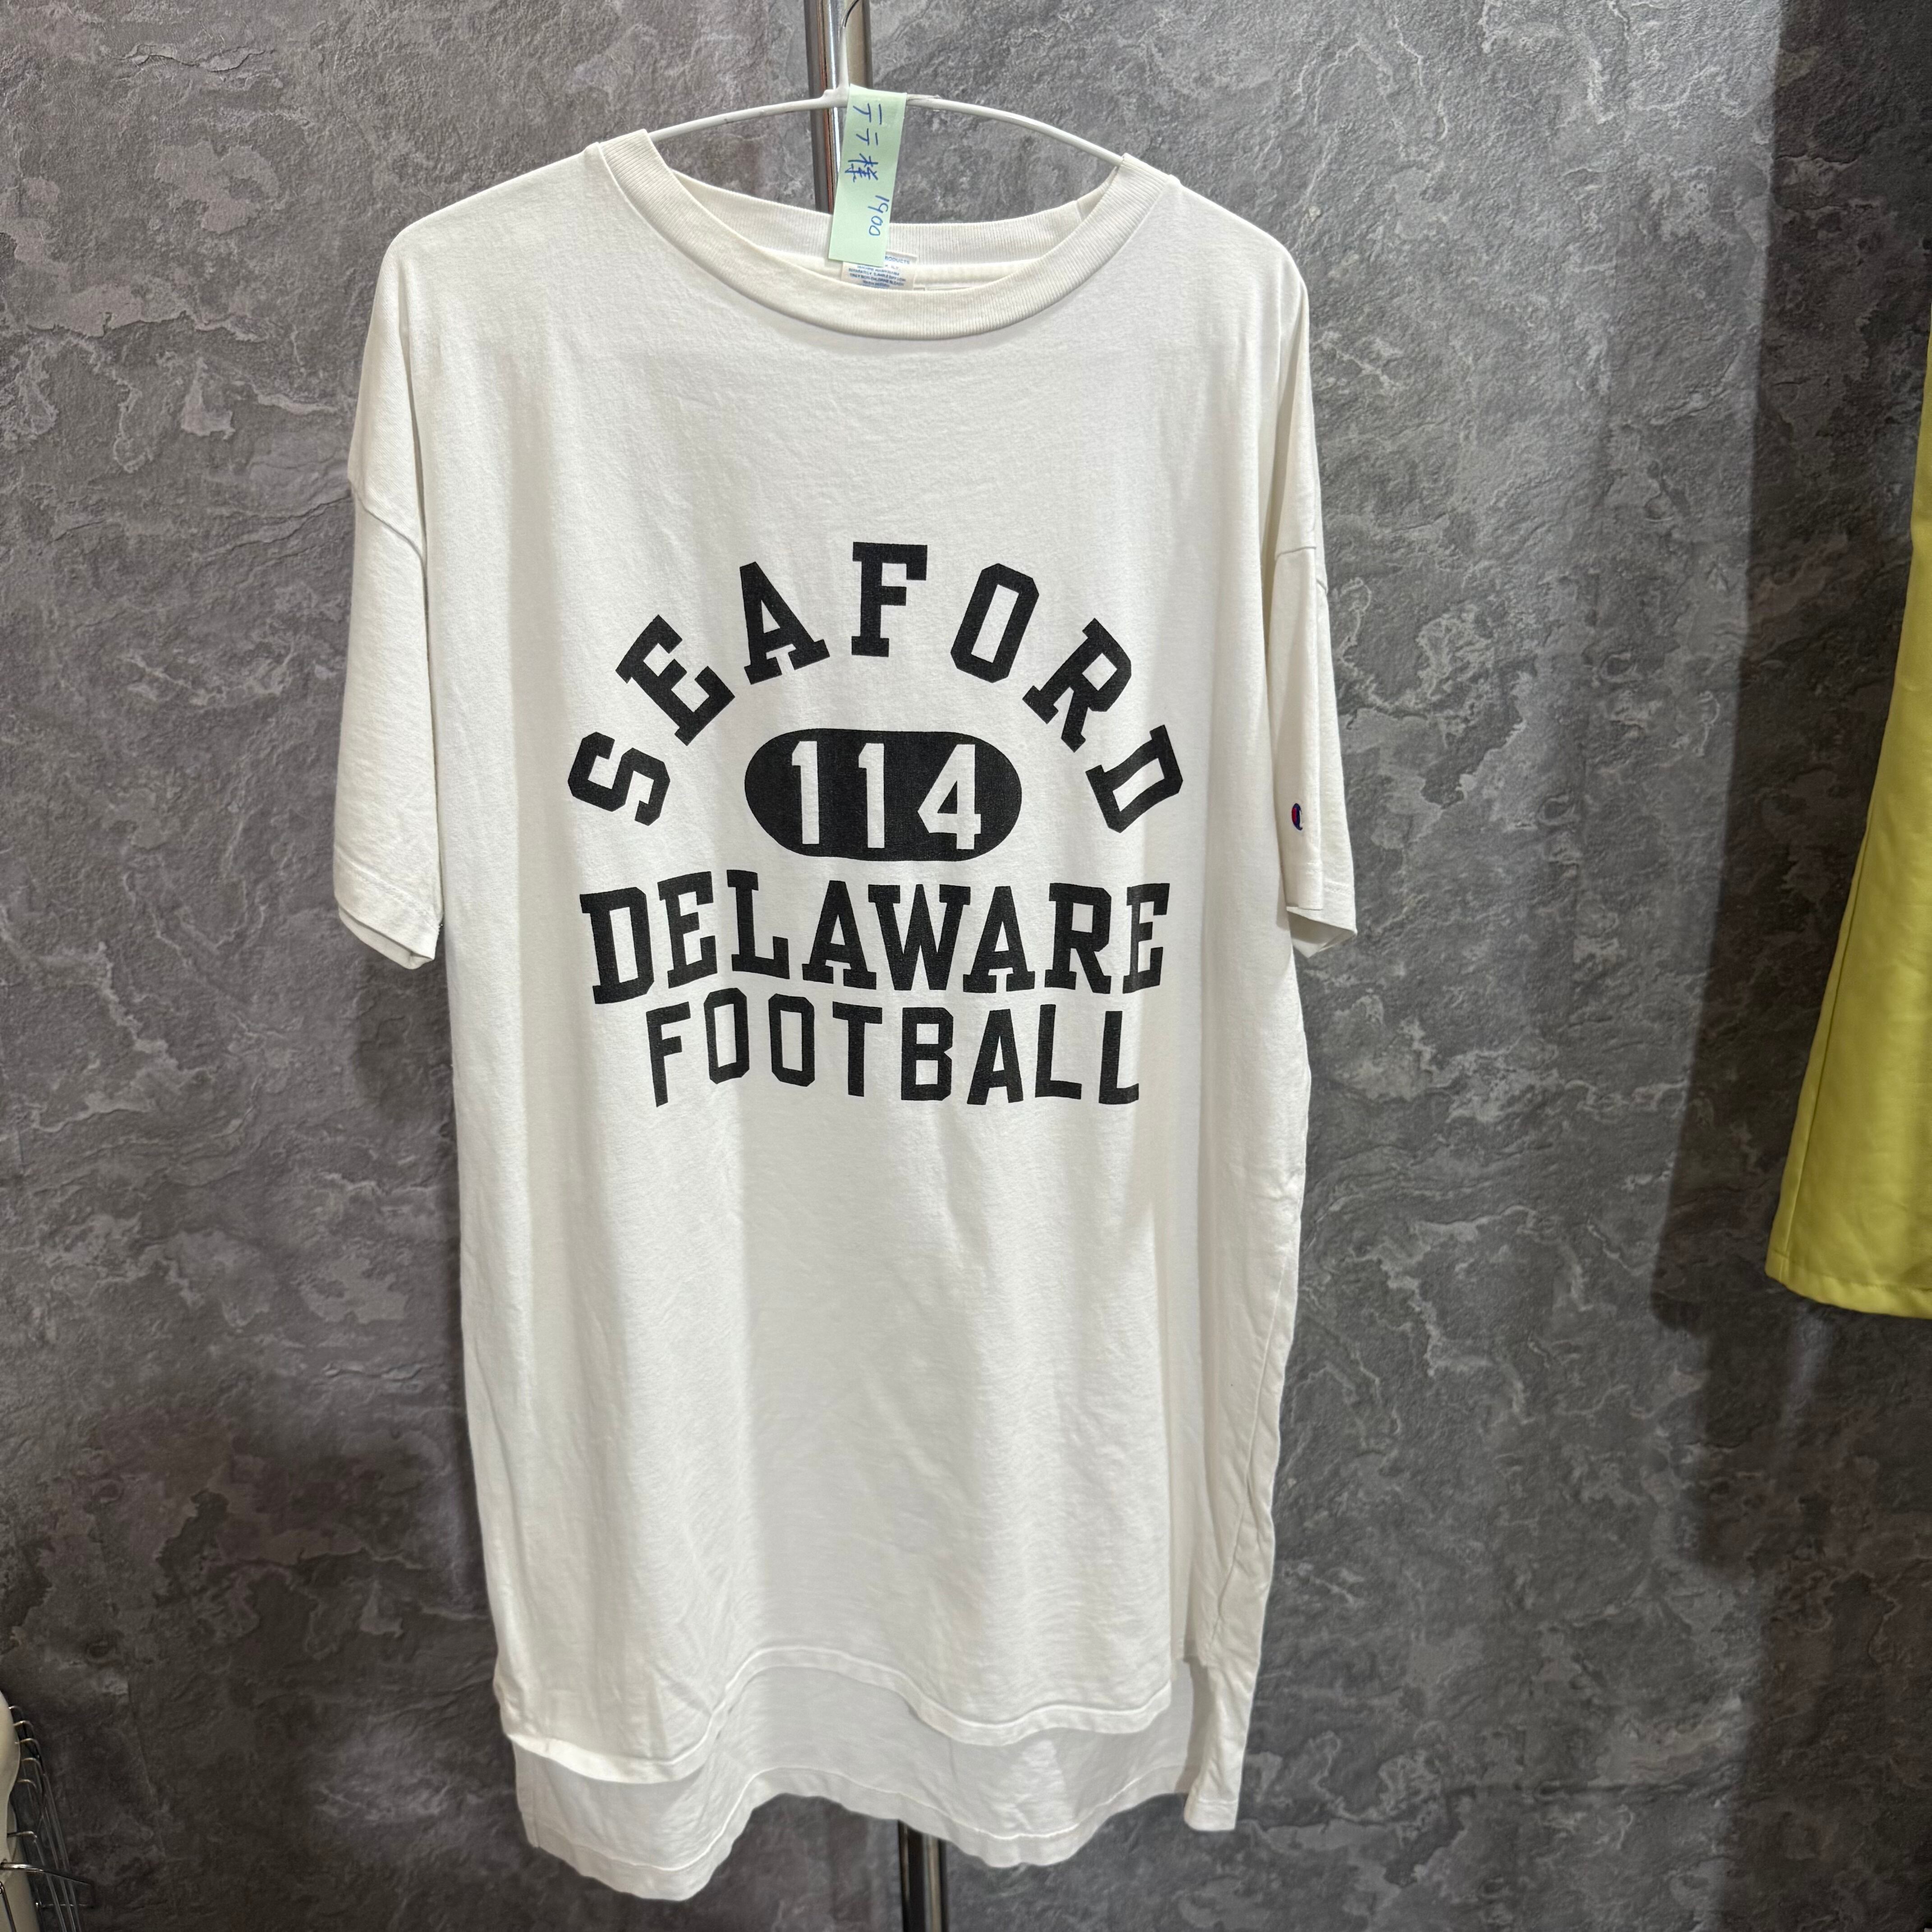 テテ様 1900
SEAFORD
114
DELAWARE
FOOTBALL